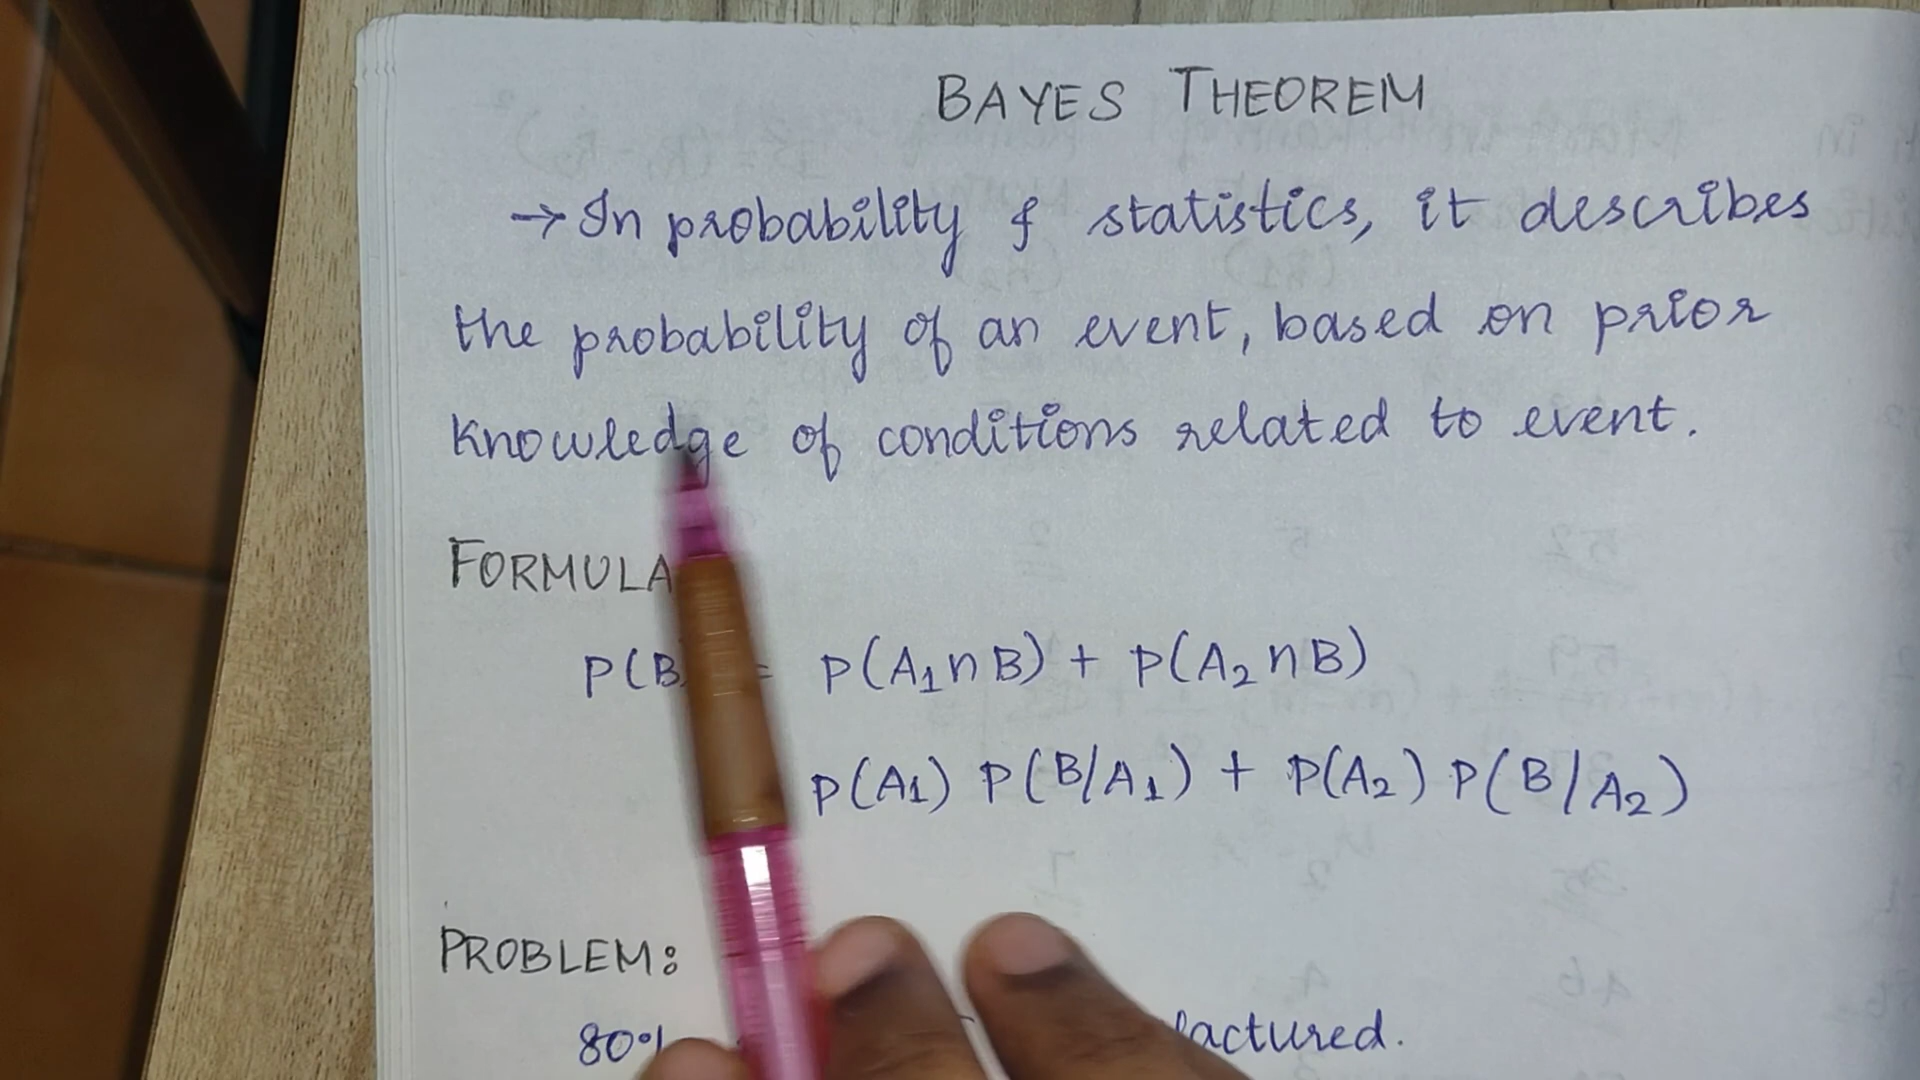 BAYES THEOREM
→ In probability & statistics, it describes
the probability of an event, based on prior
knowledge of conditions related to event.
FORMULA
P(B) = P(A₁∩B) + P(A₂∩B)
P(A₁) P(B/A₁) + P(A₂) P(B/A₂)
PROBLEM:
80%